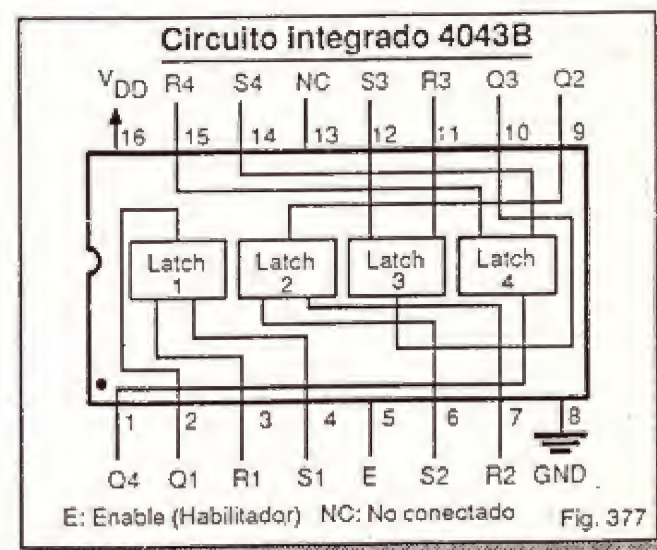 Circuito integrado 4043B
VDD R4 S4 NC S3 R3 Q3 Q2
16 15 14 13 12 11 10 9
Latch 1
Latch 2
Latch 3
Latch 4
1 2 3 4 5 6 7 8
Q4 Q1 R1 S1 E S2 R2 GND
E: Enable (Habilitador) NC: No conectado Fig. 377